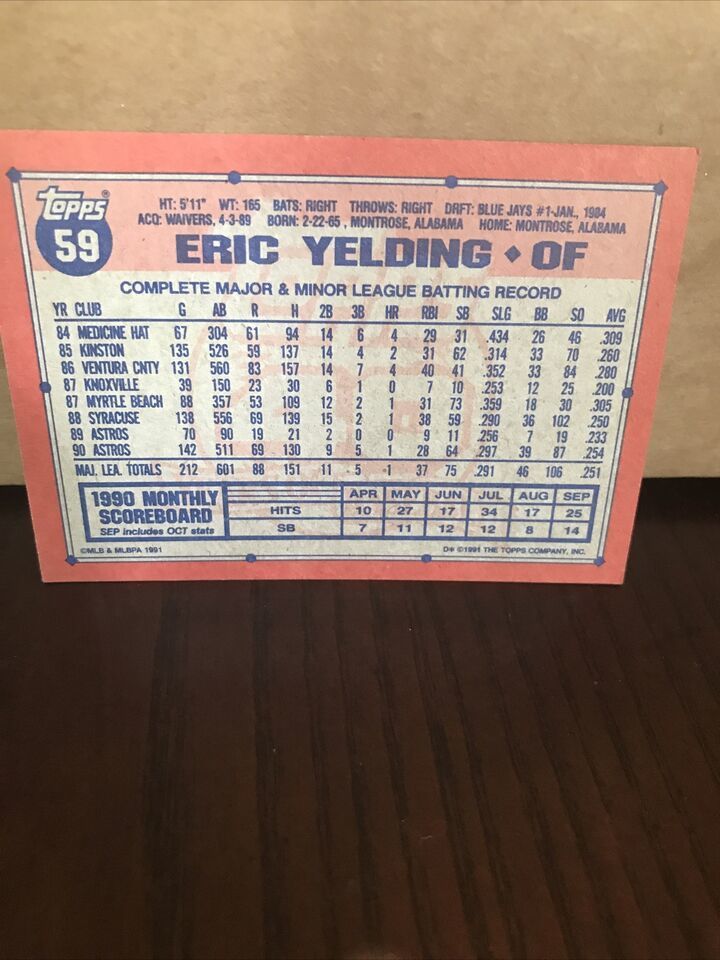 topps®
59
HT: 5'11" WT: 165 BATS: RIGHT THROWS: RIGHT DRFT: BLUE JAYS #1-JAN., 1984
ACQ: WAIVERS, 4-3-89 BORN: 2-22-65, MONTROSE, ALABAMA HOME: MONTROSE, ALABAMA
ERIC YELDING ◆ OF
COMPLETE MAJOR & MINOR LEAGUE BATTING RECORD
YR CLUB G AB R H 2B 3B HR RBI SB SLG BB SO AVG
84 MEDICINE HAT 67 304 61 94 14 6 4 29 31 .434 26 46 .309
85 KINSTON 135 526 59 137 14 4 2 31 62 .314 33 70 .260
86 VENTURA CNTY 131 560 83 157 14 7 4 40 41 .352 33 84 .280
87 KNOXVILLE 39 150 23 30 6 1 0 7 10 .253 12 25 .200
87 MYRTLE BEACH 88 357 53 109 12 2 1 31 73 .359 18 30 .305
88 SYRACUSE 138 556 69 139 15 2 1 38 59 .290 36 102 .250
89 ASTROS 70 90 19 21 2 0 0 9 11 .256 7 19 .233
90 ASTROS 142 511 69 130 9 5 1 28 64 .297 39 87 .254
MAJ. LEA. TOTALS 212 601 88 151 11 5 1 37 75 .291 46 106 .251
1990 MONTHLY SCOREBOARD
SEP includes OCT stats
APR MAY JUN JUL AUG SEP
HITS 10 27 17 34 17 25
SB 7 11 12 12 8 14
©MLB & MLBPA 1991 D* ©1991 THE TOPPS COMPANY, INC.